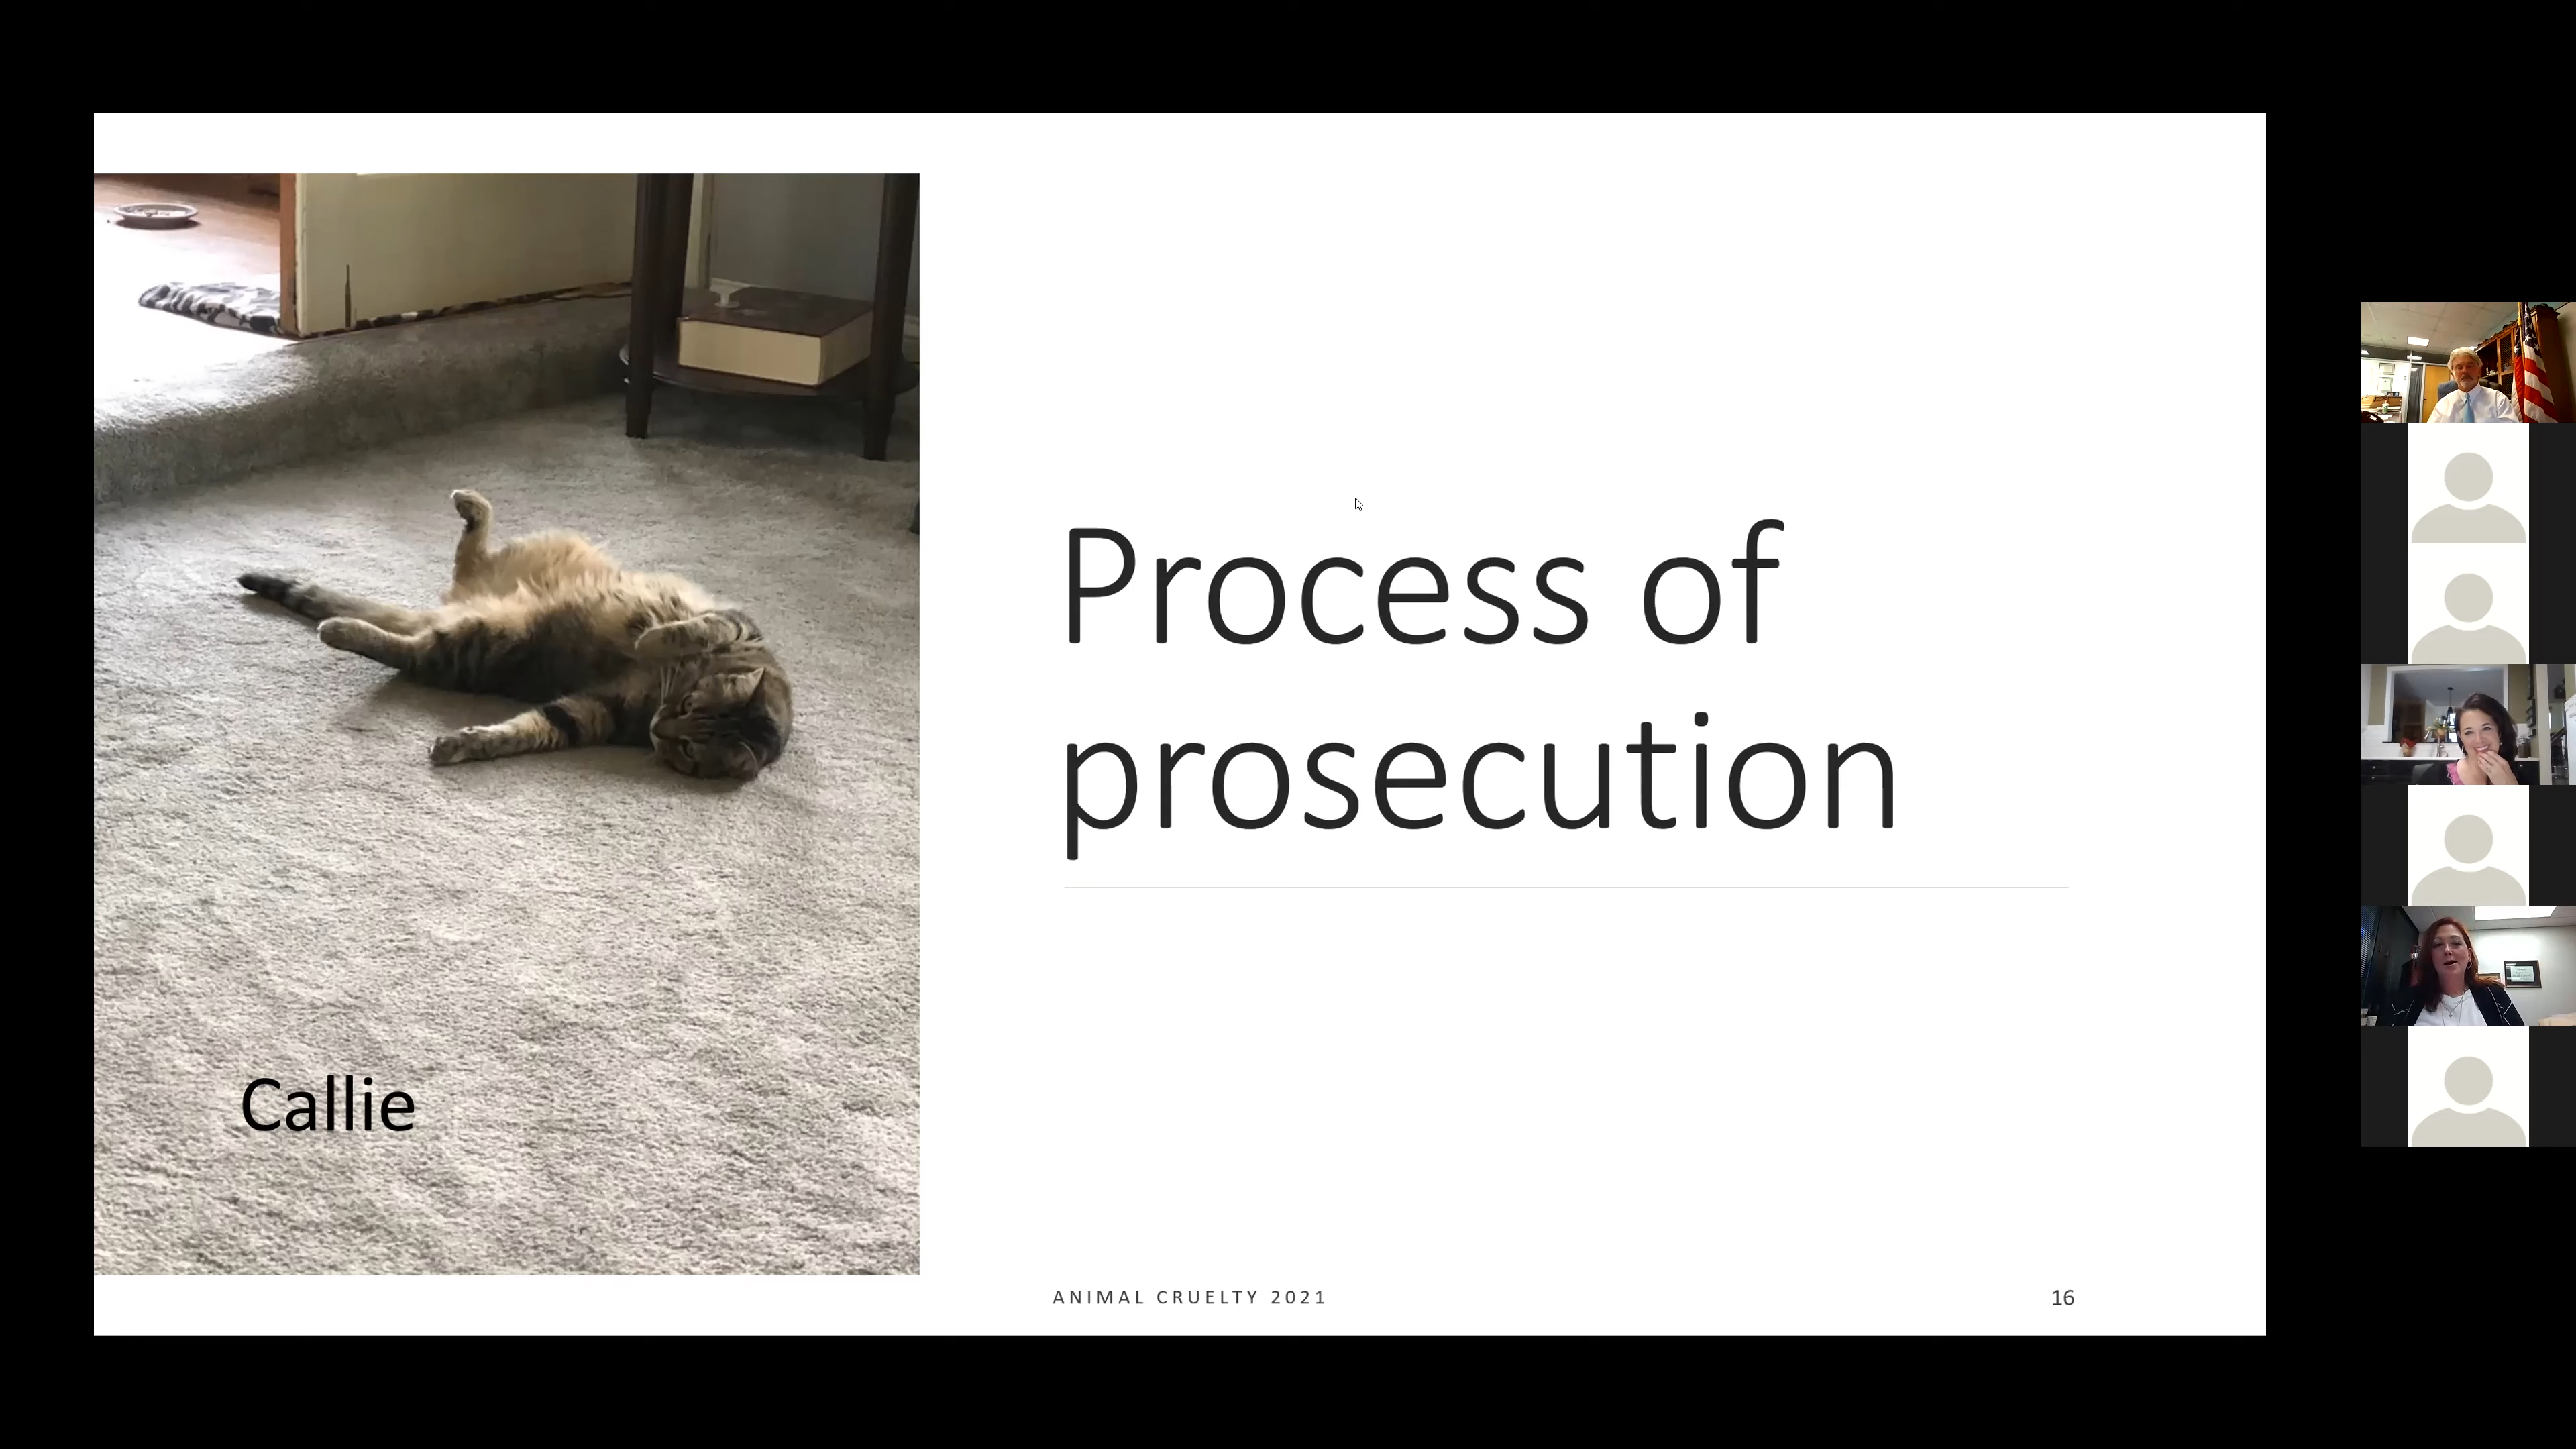 Process of
prosecution
Callie
ANIMAL CRUELTY 2021
16